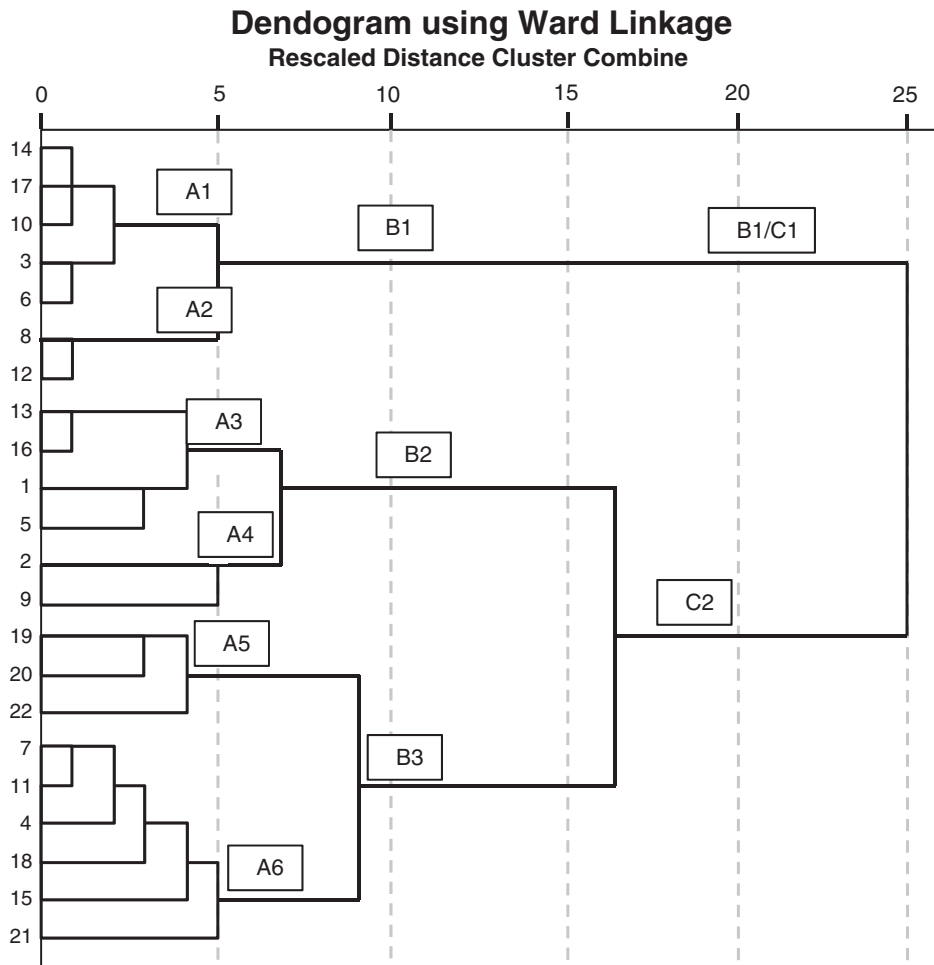 Dendogram using Ward Linkage
Rescaled Distance Cluster Combine
0 5 10 15 20 25
14
17
A1
10
B1
B1/C1
3
6
A2
8
12
13
A3
16
B2
1
5
A4
2
9
C2
19
A5
20
22
7
B3
11
4
18
A6
15
21